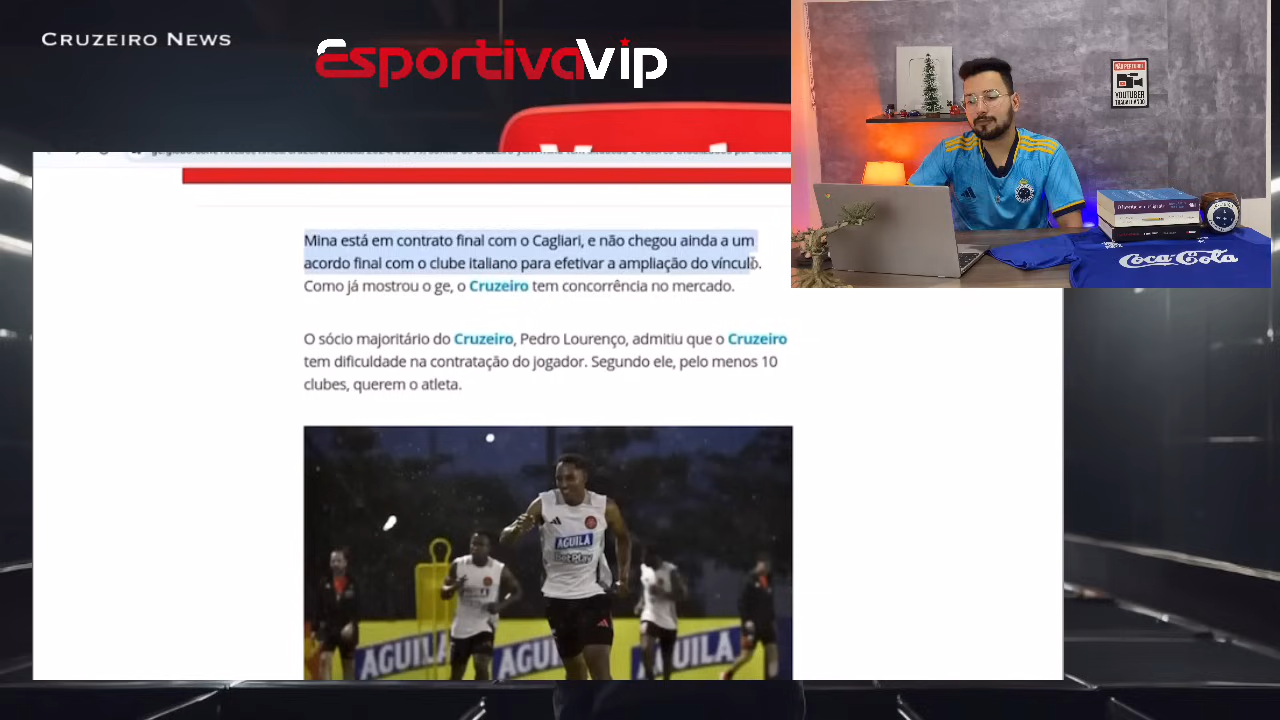 CRUZEIRO NEWS
EsportivaVip
NÃO PERTURBE
YOUTUBER
TRABALHANDO
Mina está em contrato final com o Cagliari, e não chegou ainda a um
acordo final com o clube italiano para efetivar a ampliação do vínculo.
Como já mostrou o ge, o Cruzeiro tem concorrência no mercado.
O sócio majoritário do Cruzeiro, Pedro Lourenço, admitiu que o Cruzeiro
tem dificuldade na contratação do jogador. Segundo ele, pelo menos 10
clubes, querem o atleta.
Coca-Cola
AGUILA
BetPlay
AGUILA
AGUILA
AGUILA